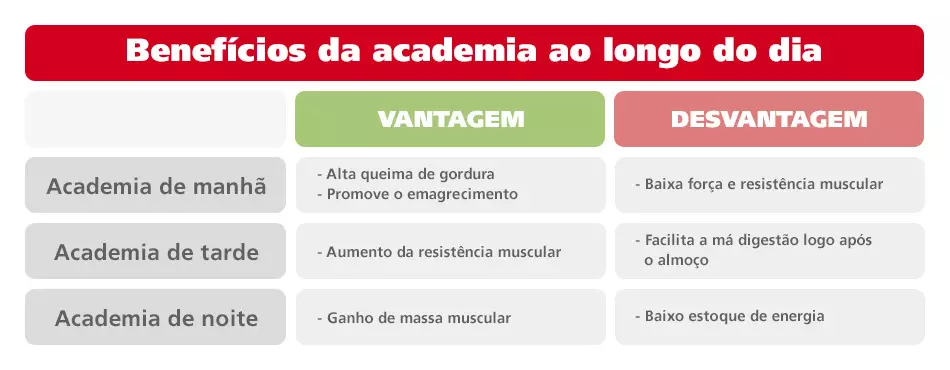 Benefícios da academia ao longo do dia
VANTAGEM
DESVANTAGEM
Academia de manhã
- Alta queima de gordura
- Promove o emagrecimento
- Baixa força e resistência muscular
Academia de tarde
- Aumento da resistência muscular
- Facilita a má digestão logo após
o almoço
Academia de noite
- Ganho de massa muscular
- Baixo estoque de energia